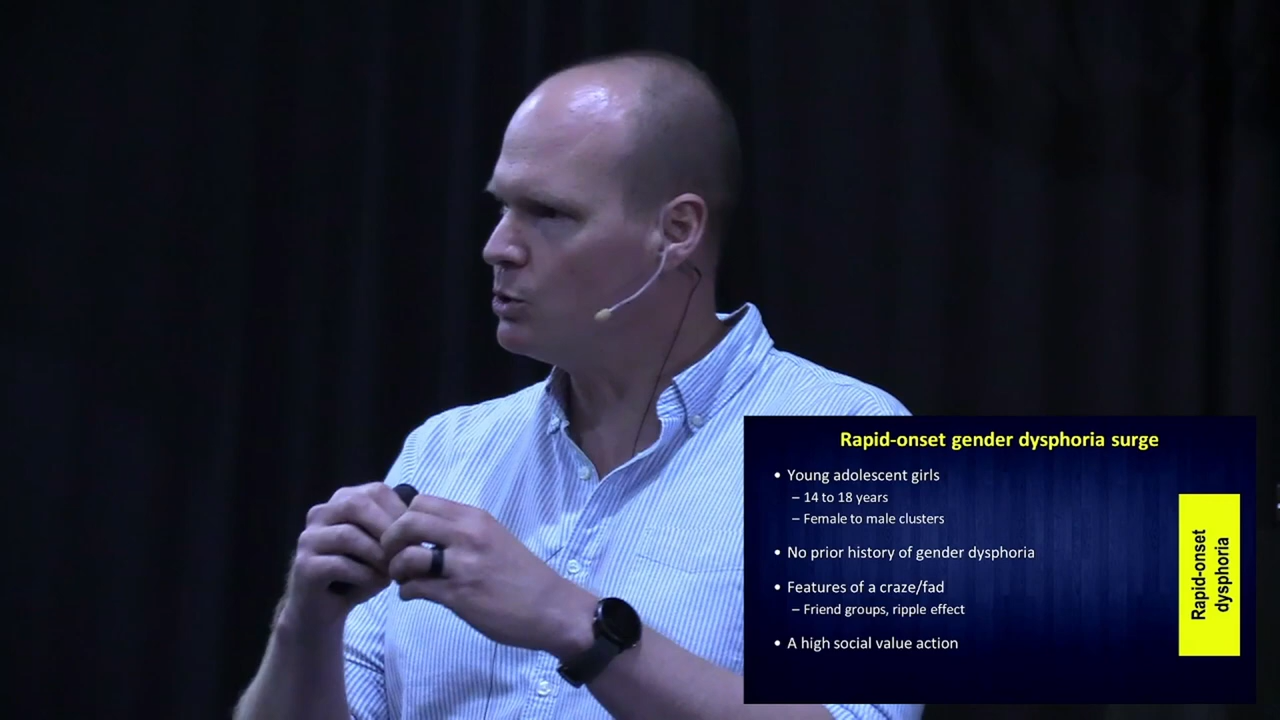 Rapid-onset gender dysphoria surge
• Young adolescent girls
– 14 to 18 years
– Female to male clusters
• No prior history of gender dysphoria
• Features of a craze/fad
– Friend groups, ripple effect
• A high social value action
Rapid-onset
dysphoria